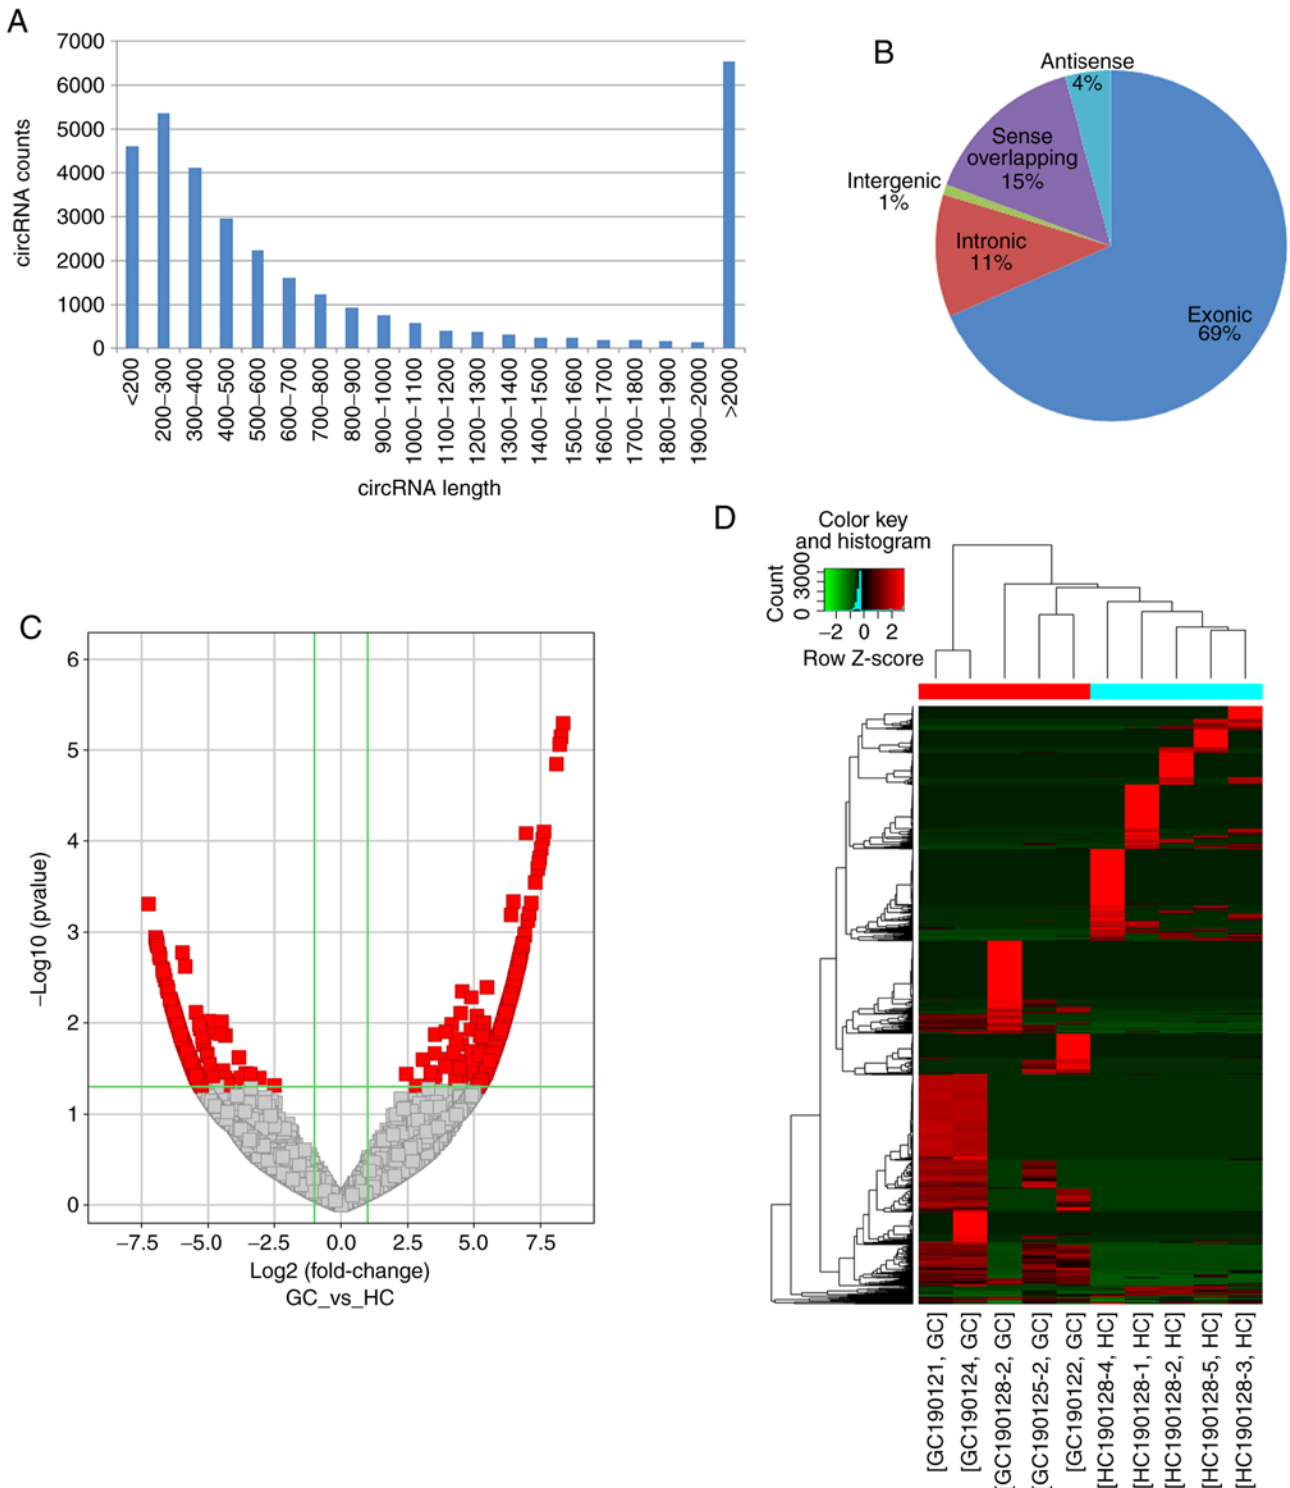 A
7000
6000
5000
4000
3000
2000
1000
0
circRNA counts
<200
200–300
300–400
400–500
500–600
600–700
700–800
800–900
900–1000
1000–1100
1100–1200
1200–1300
1300–1400
1400–1500
1500–1600
1600–1700
1700–1800
1800–1900
1900–2000
>2000
circRNA length
B
Antisense
4%
Sense
overlapping
15%
Intergenic
1%
Intronic
11%
Exonic
69%
C
6
5
4
3
2
1
0
–Log10 (pvalue)
–7.5 –5.0 –2.5 0.0 2.5 5.0 7.5
Log2 (fold-change)
GC_vs_HC
D
Color key
and histogram
Count
0 3000
–2 0 2
Row Z-score
[GC190121, GC]
[GC190124, GC]
[GC190128-2, GC]
[GC190125-2, GC]
[GC190122, GC]
[HC190128-4, HC]
[HC190128-1, HC]
[HC190128-2, HC]
[HC190128-5, HC]
[HC190128-3, HC]